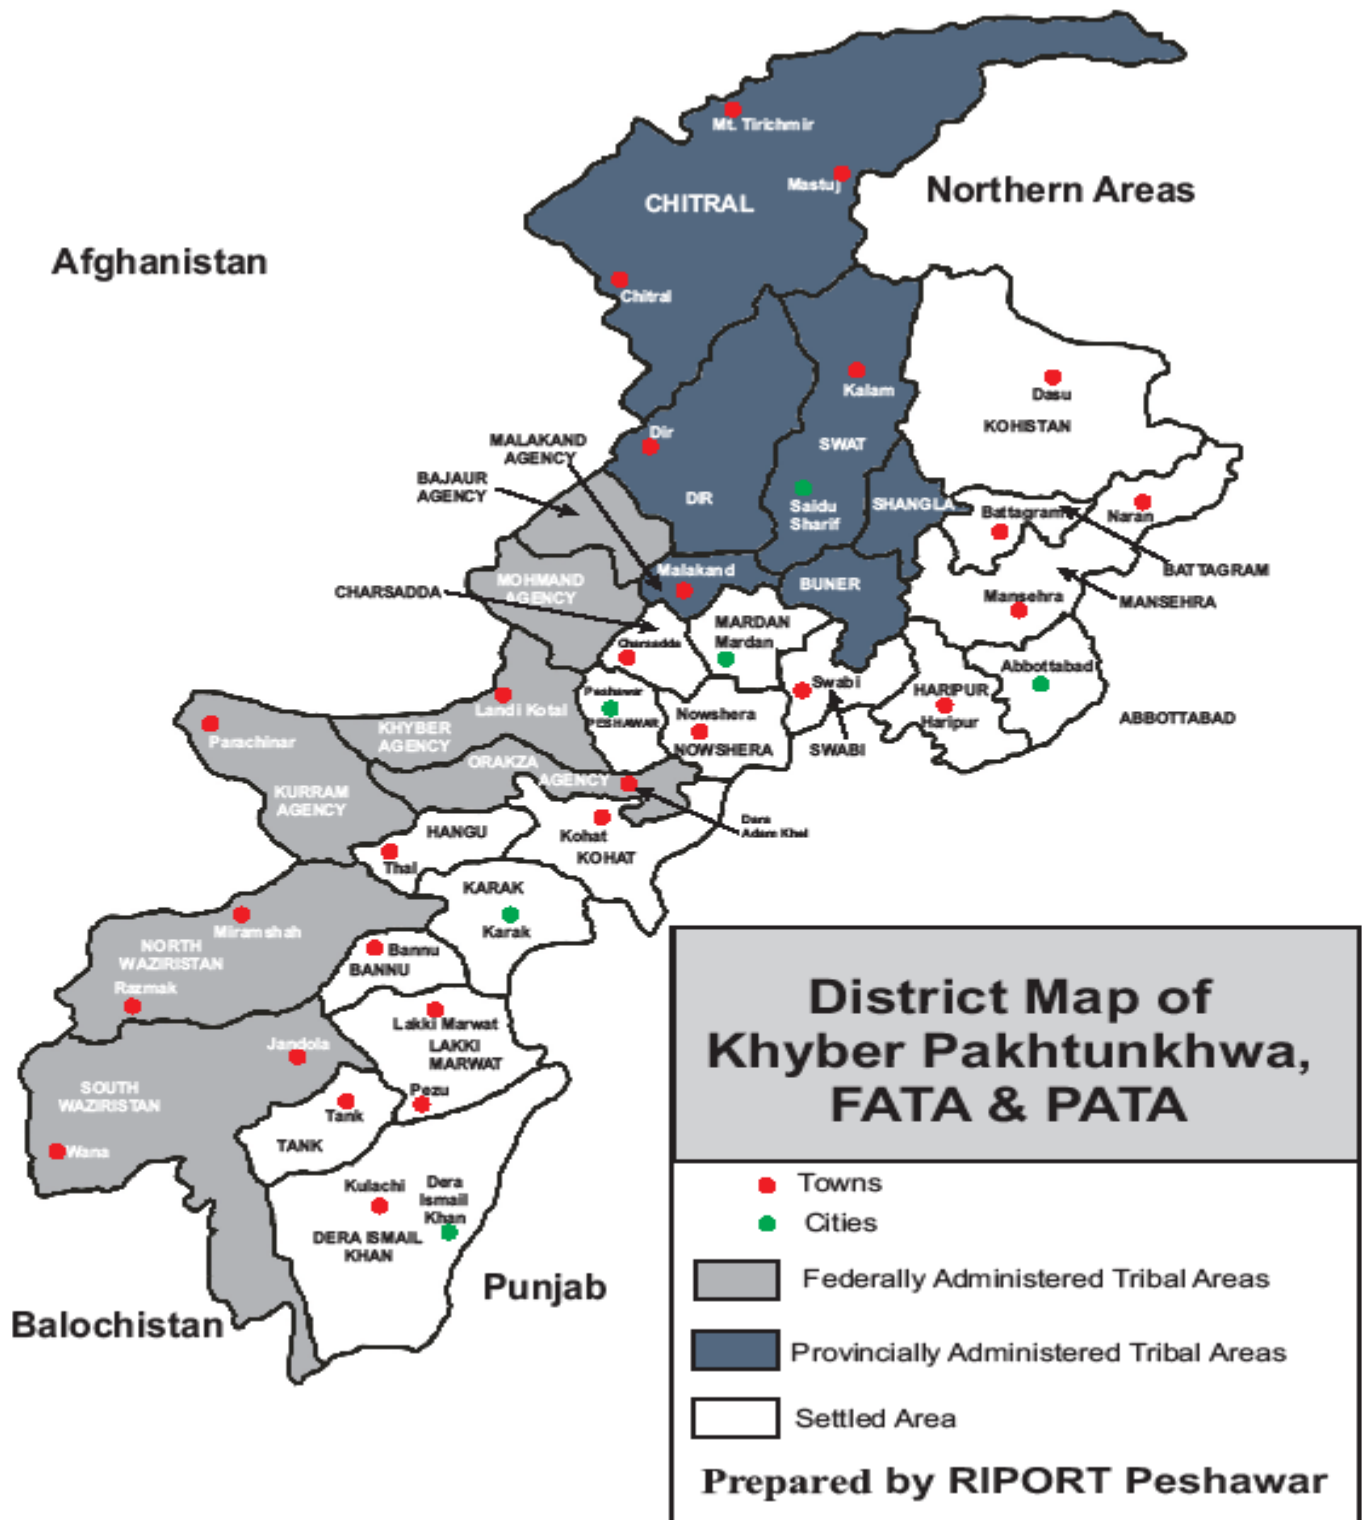 Mt. Tirichmir
Mastuj
Northern Areas
CHITRAL
Afghanistan
Chitral
Kalam
Dasu
KOHISTAN
Dir
MALAKAND
AGENCY
SWAT
BAJAUR
AGENCY
DIR
Saidu
Sharif
SHANGLA
Battagram
Naran
BATTAGRAM
Malakand
MOHMAND
AGENCY
BUNER
CHARSADDA
Mansehra
MANSEHRA
MARDAN
Mardan
Charsadda
Abbottabad
Swabi
HARIPUR
Haripur
Peshawar
PESHAWAR
Landi Kotal
Nowshera
NOWSHERA
SWABI
ABBOTTABAD
Parachinar
KHYBER
AGENCY
ORAKZA
AGENCY
KURRAM
AGENCY
Dara
Adam Khel
HANGU
Kohat
KOHAT
Thal
KARAK
Karak
Miramshah
NORTH
WAZIRISTAN
Bannu
BANNU
Razmak
Lakki Marwat
LAKKI
MARWAT
Jandola
SOUTH
WAZIRISTAN
Pezu
Tank
TANK
Wana
Kulachi
Dera
Ismail
Khan
DERA ISMAIL
KHAN
Punjab
Balochistan
District Map of
Khyber Pakhtunkhwa,
FATA & PATA
Towns
Cities
Federally Administered Tribal Areas
Provincially Administered Tribal Areas
Settled Area
Prepared by RIPORT Peshawar